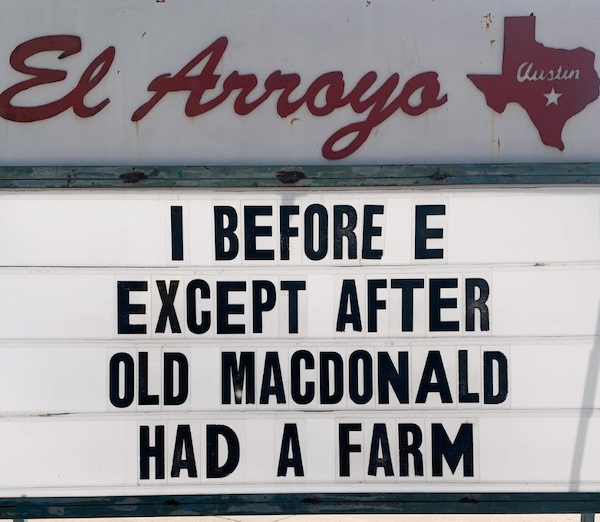 El Arroyo
Austin
I BEFORE E
EXCEPT AFTER
OLD MACDONALD
HAD A FARM